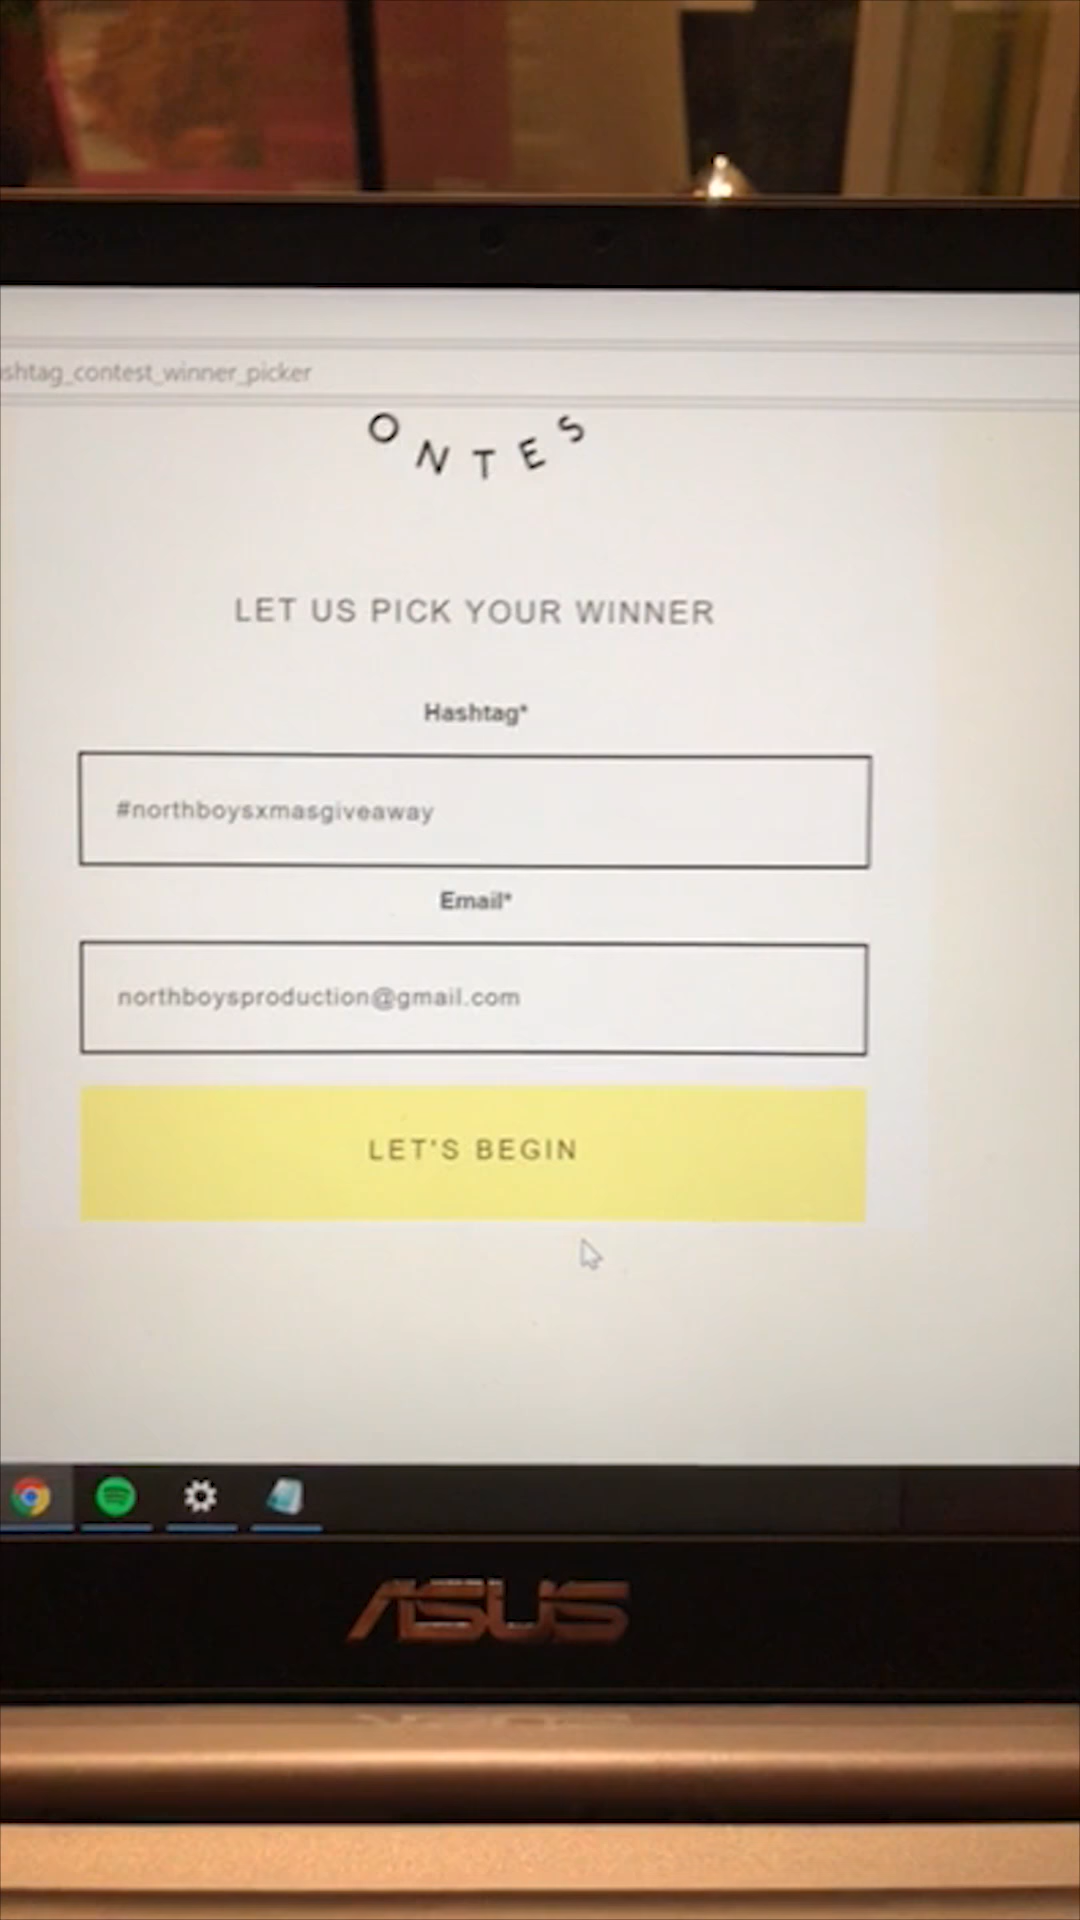 shtag_contest_winner_picker
ONTES
LET US PICK YOUR WINNER
Hashtag*
#northboysxmasgiveaway
Email*
northboysproduction@gmail.com
LET'S BEGIN
ASUS